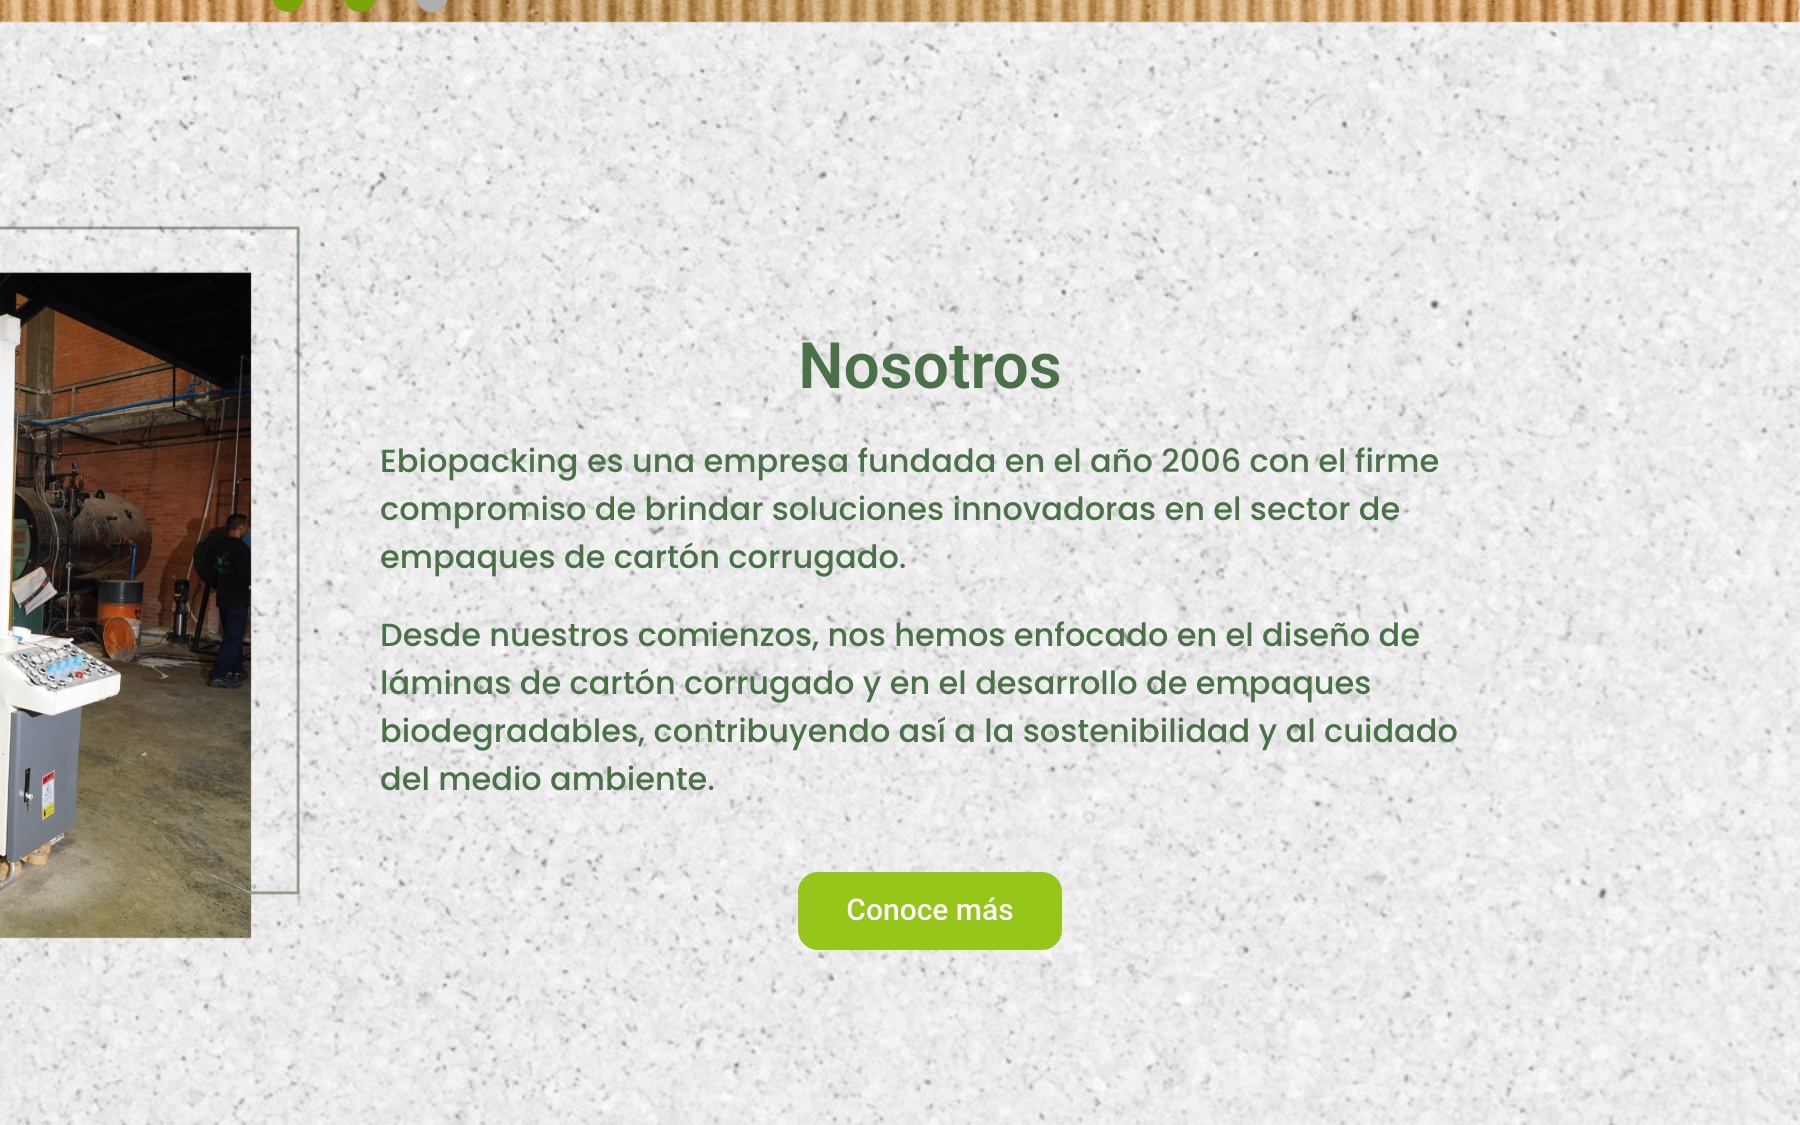 Nosotros
Ebiopacking es una empresa fundada en el año 2006 con el firme
compromiso de brindar soluciones innovadoras en el sector de
empaques de cartón corrugado.
Desde nuestros comienzos, nos hemos enfocado en el diseño de
láminas de cartón corrugado y en el desarrollo de empaques
biodegradables, contribuyendo así a la sostenibilidad y al cuidado
del medio ambiente.
Conoce más